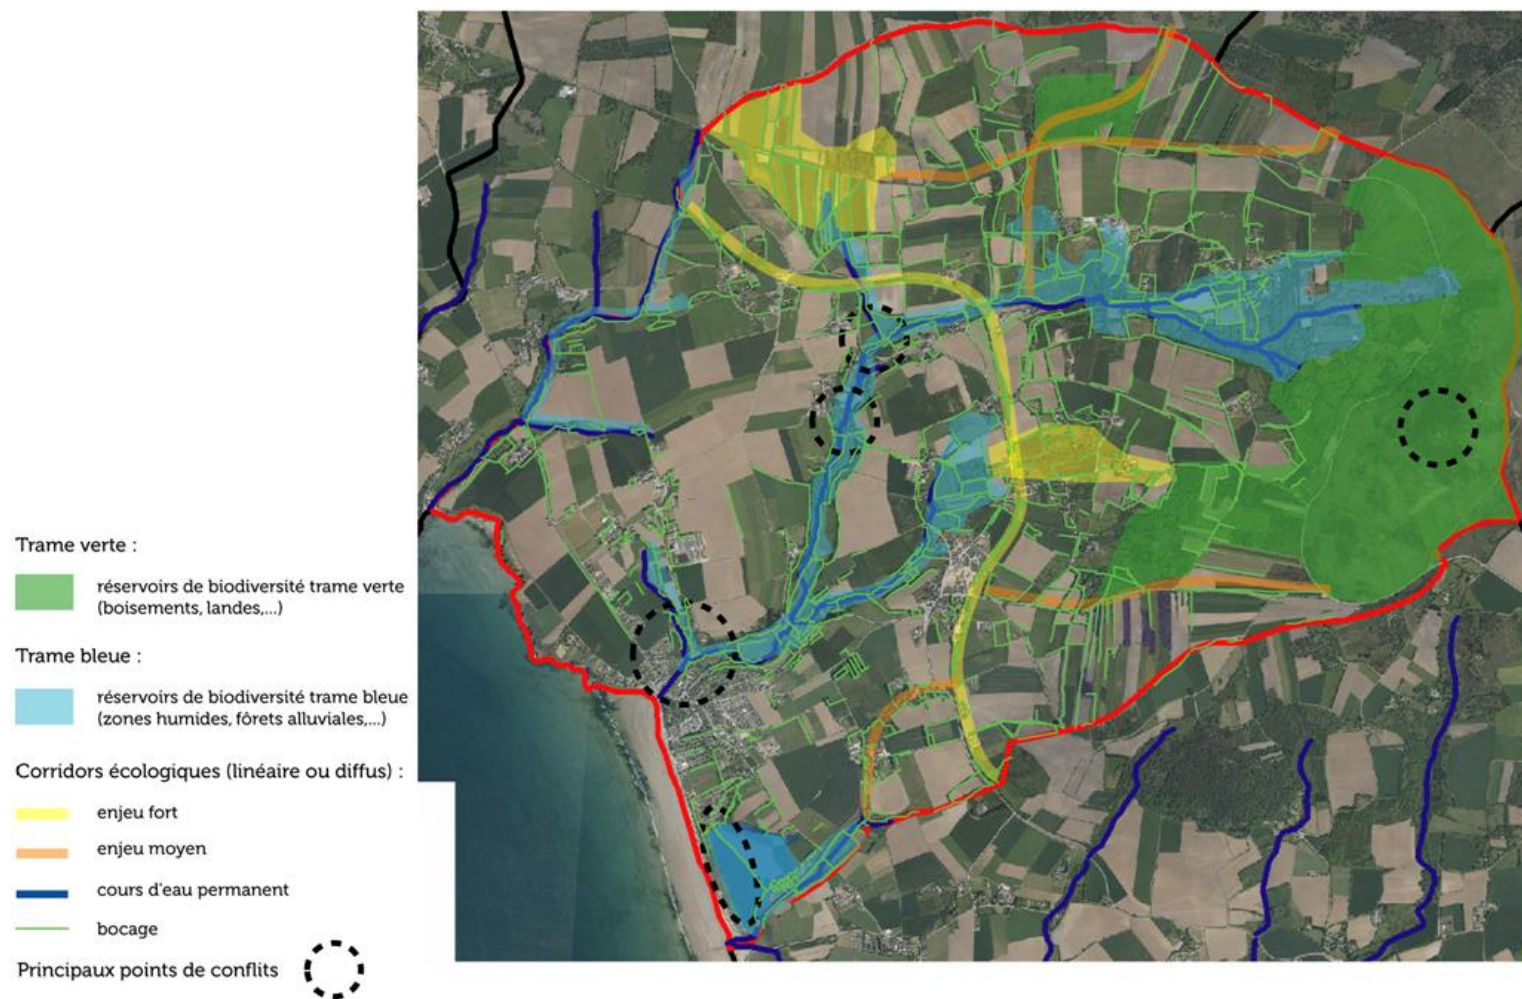 Trame verte :
réservoirs de biodiversité trame verte
(boisements, landes,...)
Trame bleue :
réservoirs de biodiversité trame bleue
(zones humides, fôrets alluviales,...)
Corridors écologiques (linéaire ou diffus) :
enjeu fort
enjeu moyen
cours d'eau permanent
bocage
Principaux points de conflits